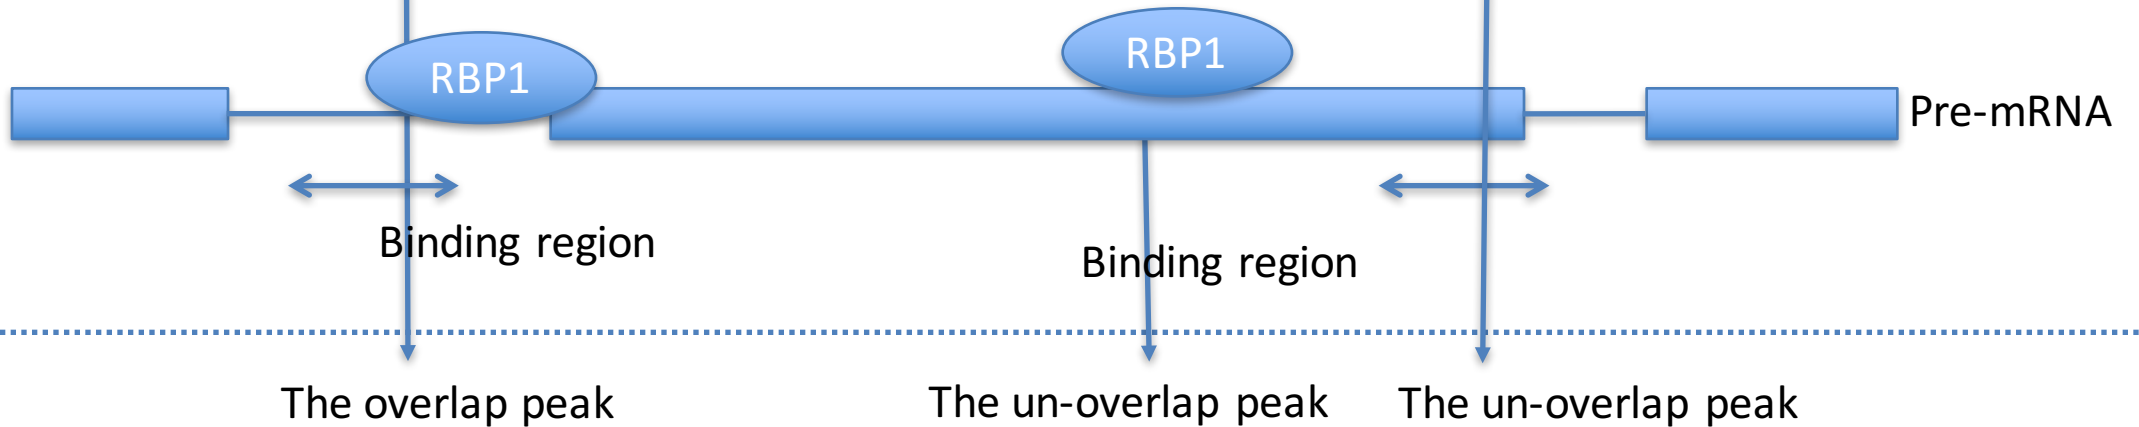 RBP1
RBP1
Pre-mRNA
Binding region
Binding region
The overlap peak
The un-overlap peak
The un-overlap peak